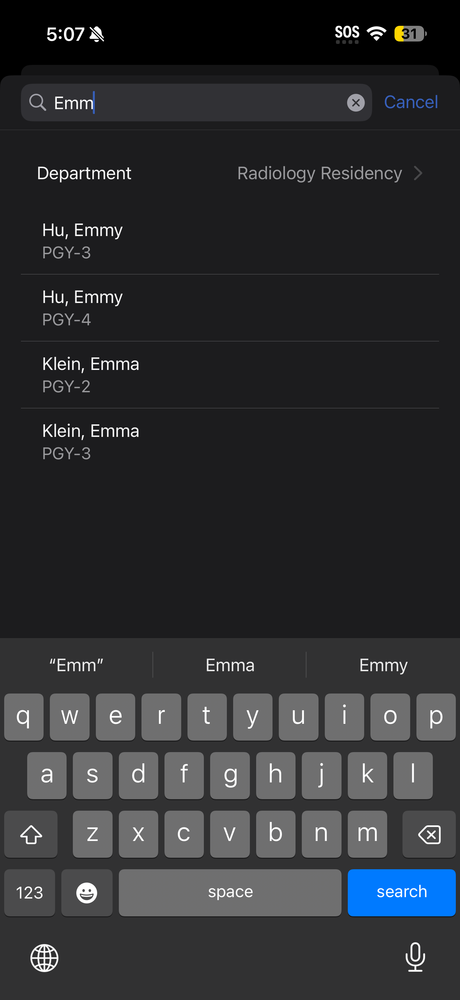 5:07
SOS
31
Emm
Cancel
Department
Radiology Residency
Hu, Emmy
PGY-3
Hu, Emmy
PGY-4
Klein, Emma
PGY-2
Klein, Emma
PGY-3
“Emm” Emma Emmy
q w e r t y u i o p
a s d f g h j k l
z x c v b n m
123 space search